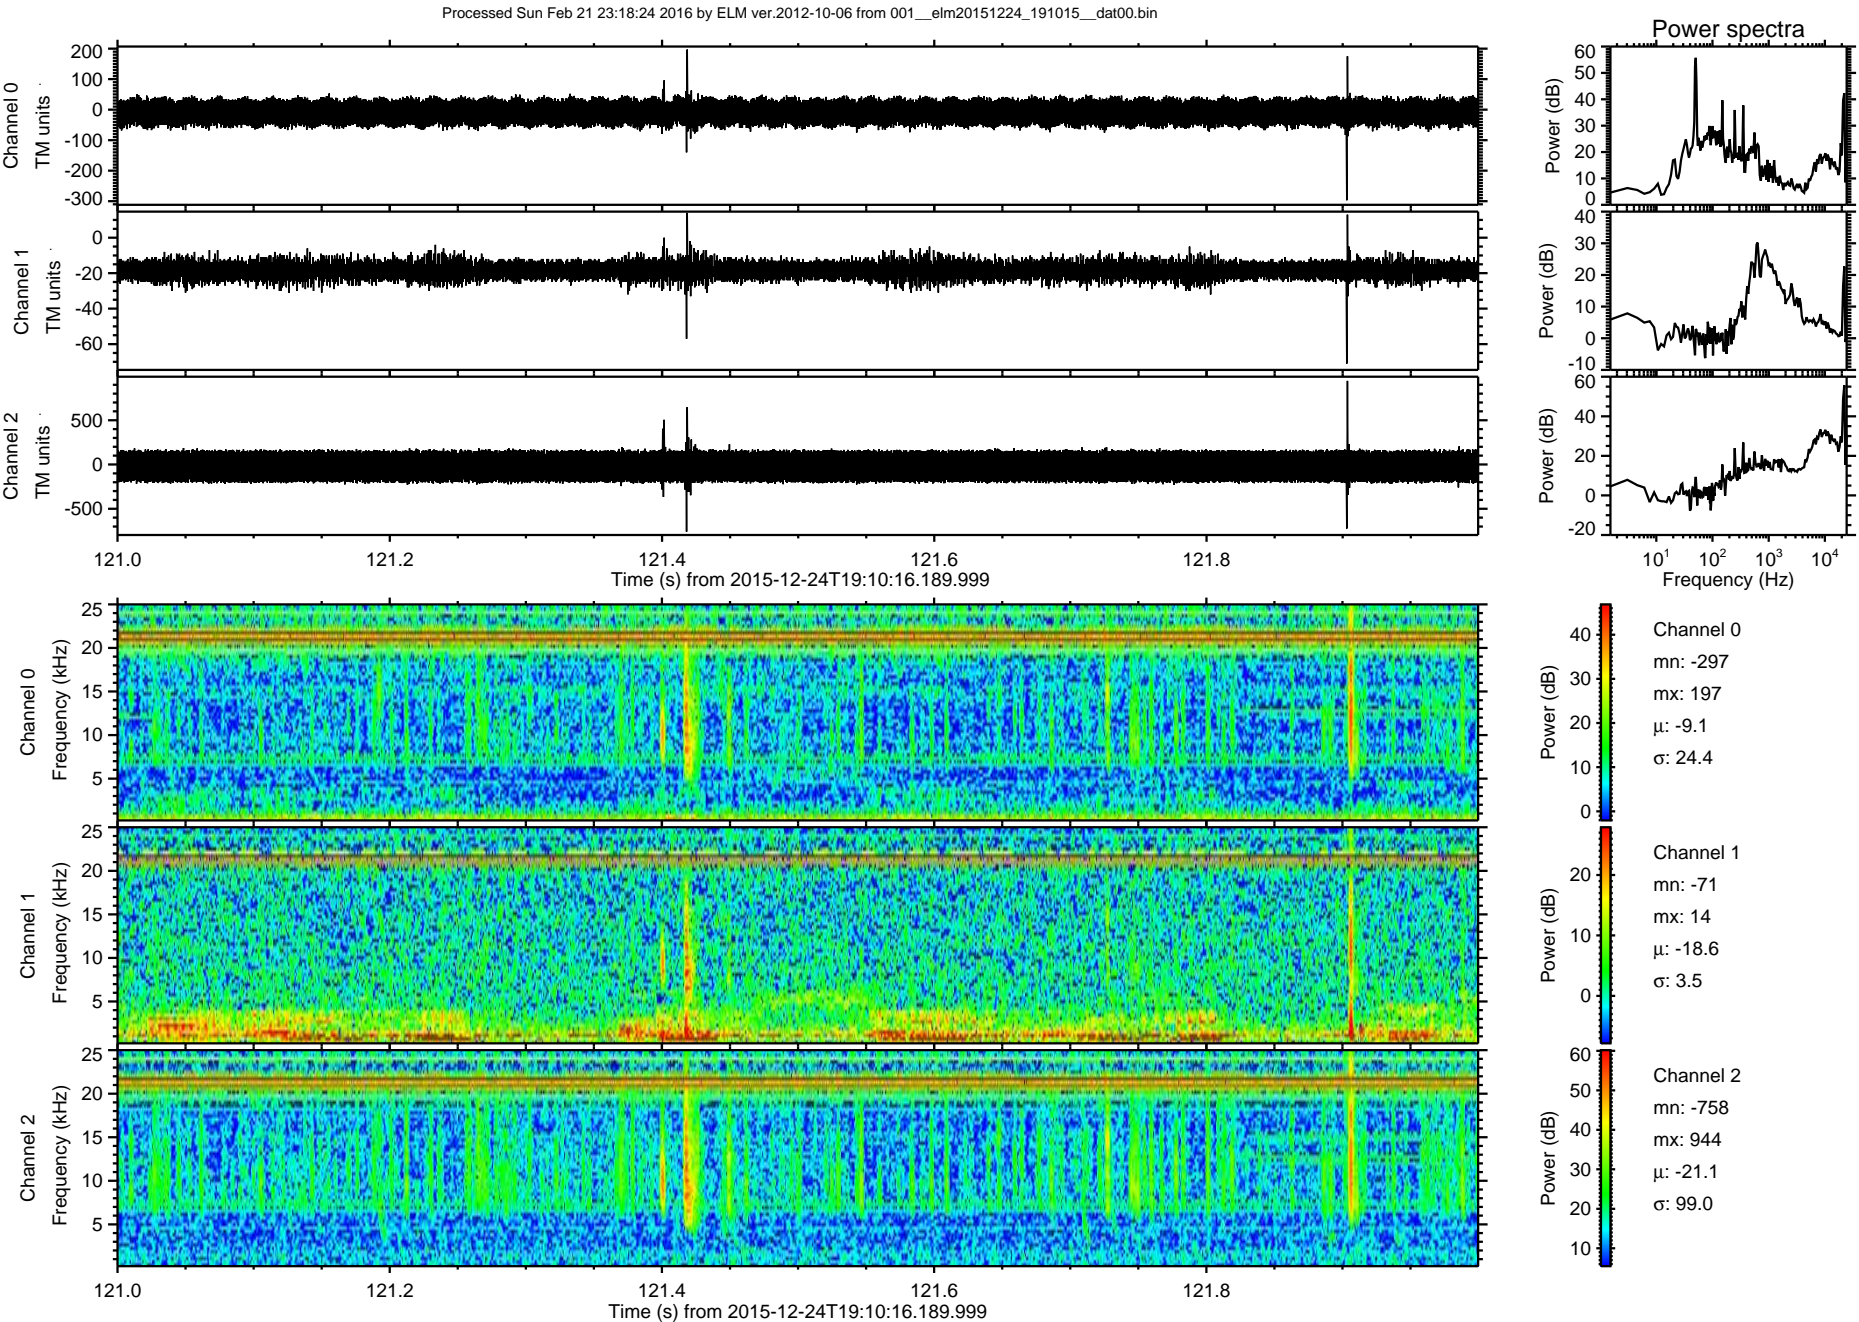 Processed Sun Feb 21 23:18:24 2016 by ELM ver.2012-10-06 from 001__elm20151224_191015__dat00.bin
Power spectra
Channel 0
TM units
200
100
0
-100
-200
-300
Power (dB)
60
50
40
30
20
10
0
Channel 1
TM units
0
-20
-40
-60
Power (dB)
40
30
20
10
0
-10
Channel 2
TM units
500
0
-500
Power (dB)
60
40
20
0
-20
121.0 121.2 121.4 121.6 121.8
Time (s) from 2015-12-24T19:10:16.189.999
10¹ 10² 10³ 10⁴
Frequency (Hz)
Channel 0
Frequency (kHz)
25
20
15
10
5
Power (dB)
40
30
20
10
0
Channel 0
mn: -297
mx: 197
μ: -9.1
σ: 24.4
Channel 1
Frequency (kHz)
25
20
15
10
5
Power (dB)
20
10
0
Channel 1
mn: -71
mx: 14
μ: -18.6
σ: 3.5
Channel 2
Frequency (kHz)
25
20
15
10
5
Power (dB)
60
50
40
30
20
10
Channel 2
mn: -758
mx: 944
μ: -21.1
σ: 99.0
121.0 121.2 121.4 121.6 121.8
Time (s) from 2015-12-24T19:10:16.189.999